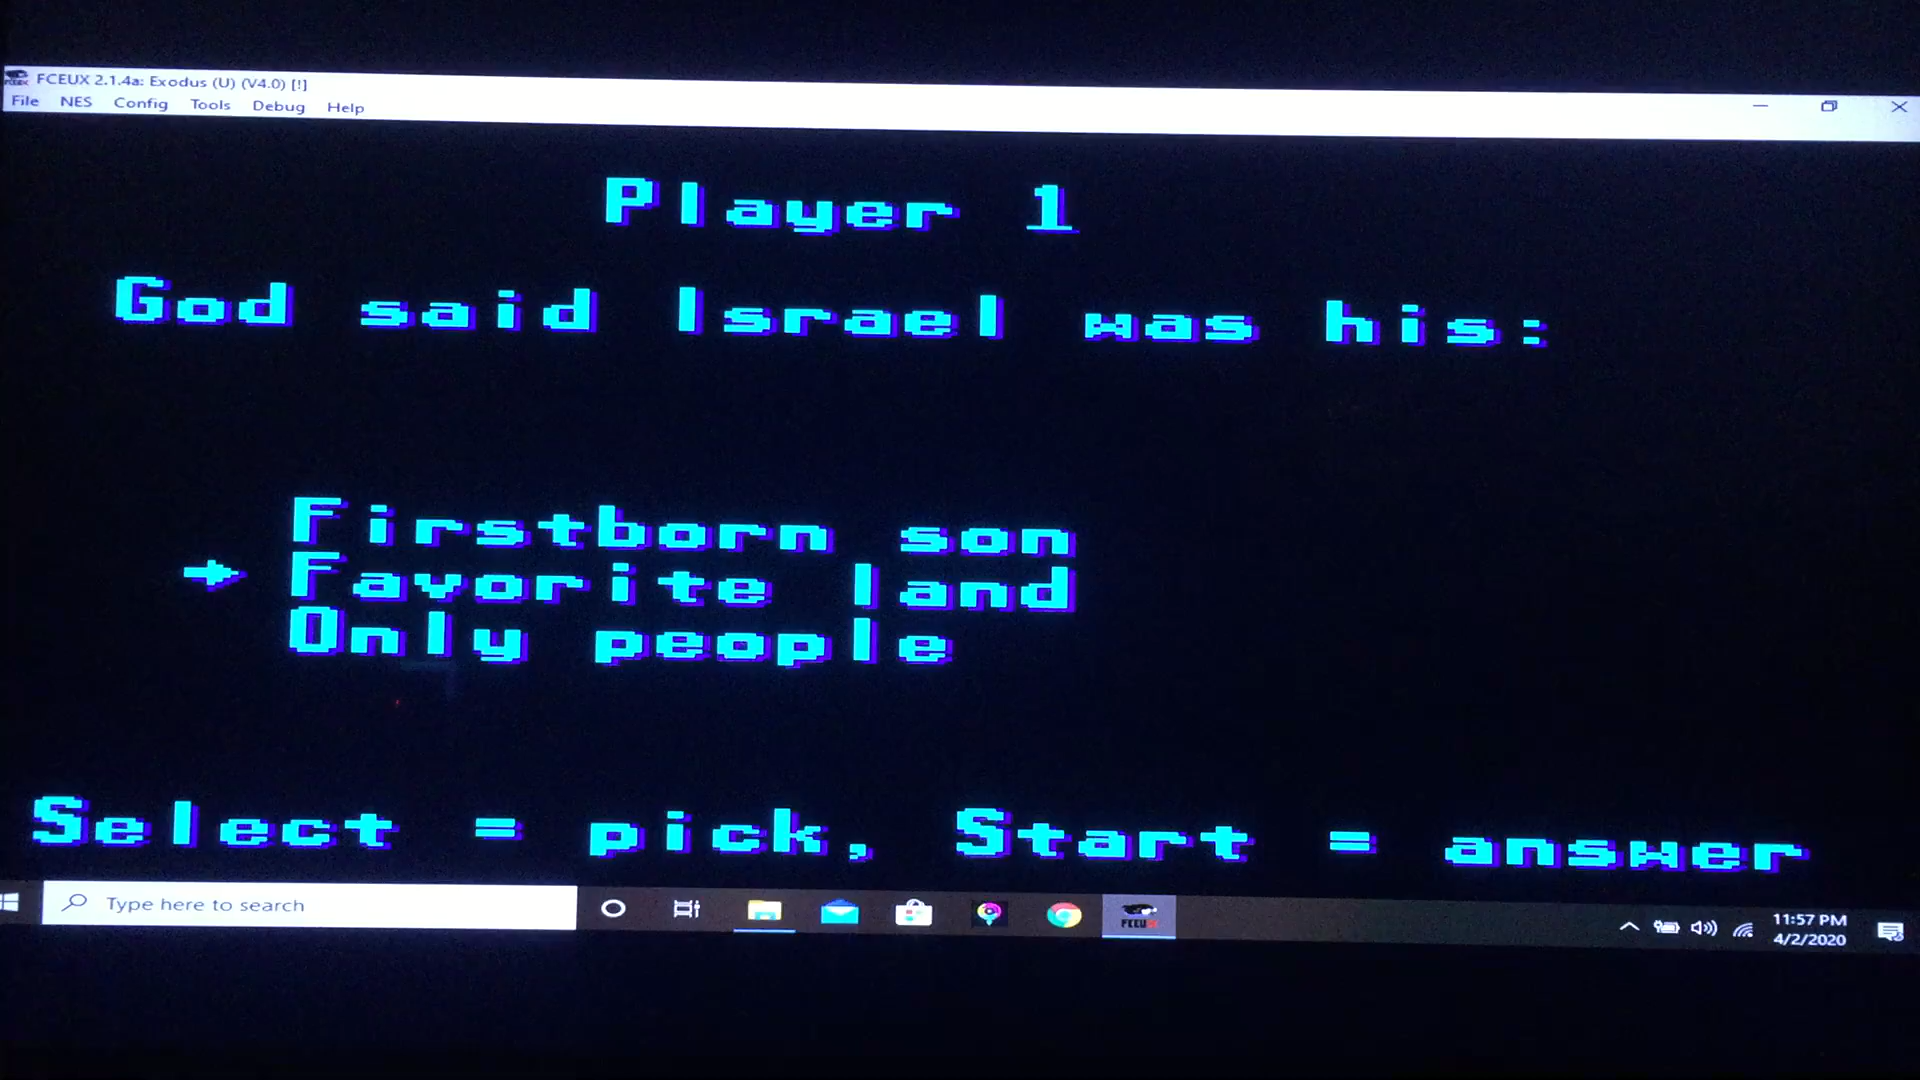 FCEUX 2.1.4a: Exodus (U) (V4.0) [!]
File NES Config Tools Debug Help
Player 1
God said Israel was his:
Firstborn son
Favorite land
Only people
Select = pick, Start = answer
Type here to search
FCEUX
11:57 PM
4/2/2020